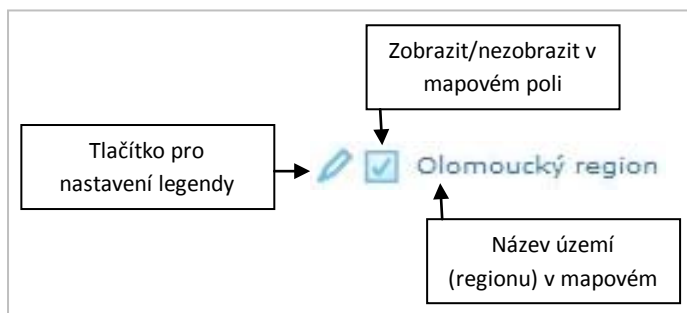 Zobrazit/nezobrazit v
mapovém poli
Tlačítko pro
nastavení legendy
Olomoucký region
Název území
(regionu) v mapovém